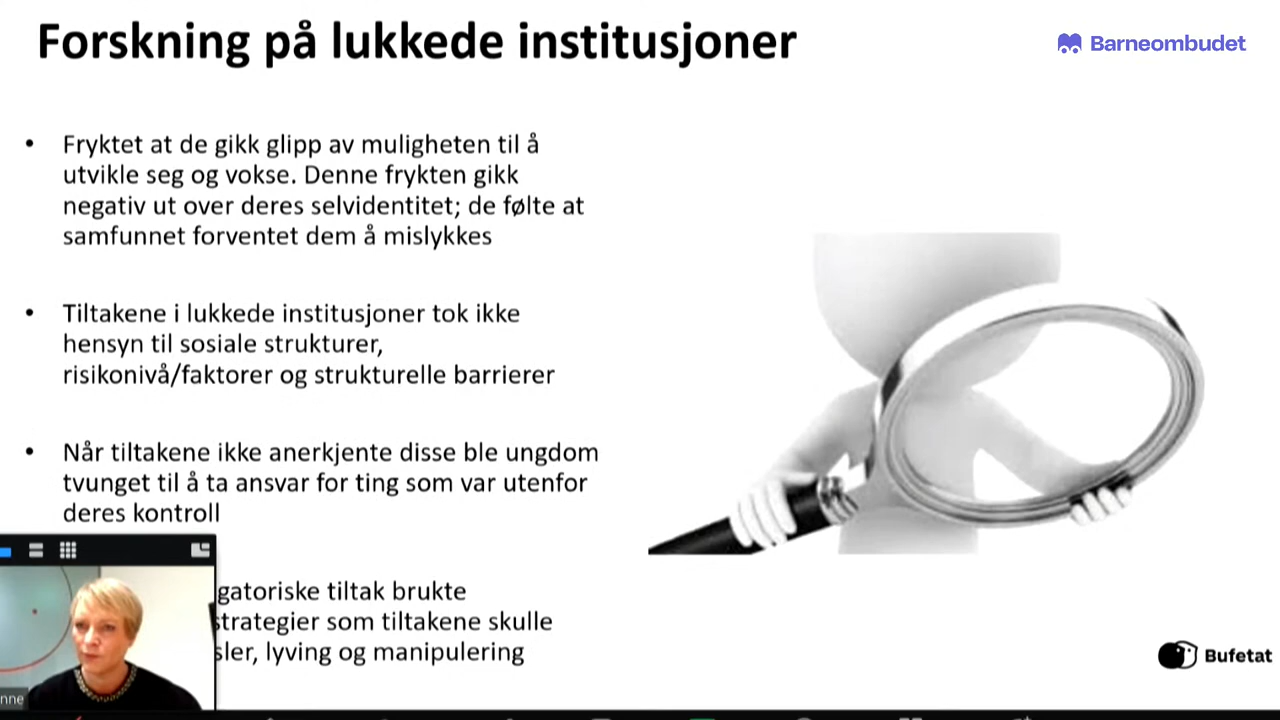 Forskning på lukkede institusjoner
Barneombudet
• Fryktet at de gikk glipp av muligheten til å
utvikle seg og vokse. Denne frykten gikk
negativ ut over deres selvidentitet; de følte at
samfunnet forventet dem å mislykkes
• Tiltakene i lukkede institusjoner tok ikke
hensyn til sosiale strukturer,
risikonivå/faktorer og strukturelle barrierer
• Når tiltakene ikke anerkjente disse ble ungdom
tvunget til å ta ansvar for ting som var utenfor
deres kontroll
gatoriske tiltak brukte
strategier som tiltakene skulle
sler, lyving og manipulering
nne
Bufetat